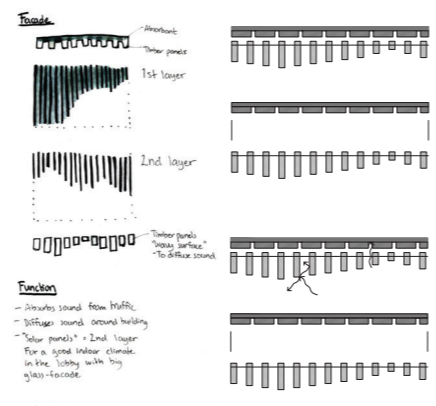 Facade
Absorbant
Timber panels
1st layer
2nd layer
Timber panels
"Wavy surface"
- To diffuse sound
Function
- Absorbs sound from traffic
- Diffuses sound around building
- "Solar panels" = 2nd layer
For a good indoor climate
in the lobby with big
glass-facade